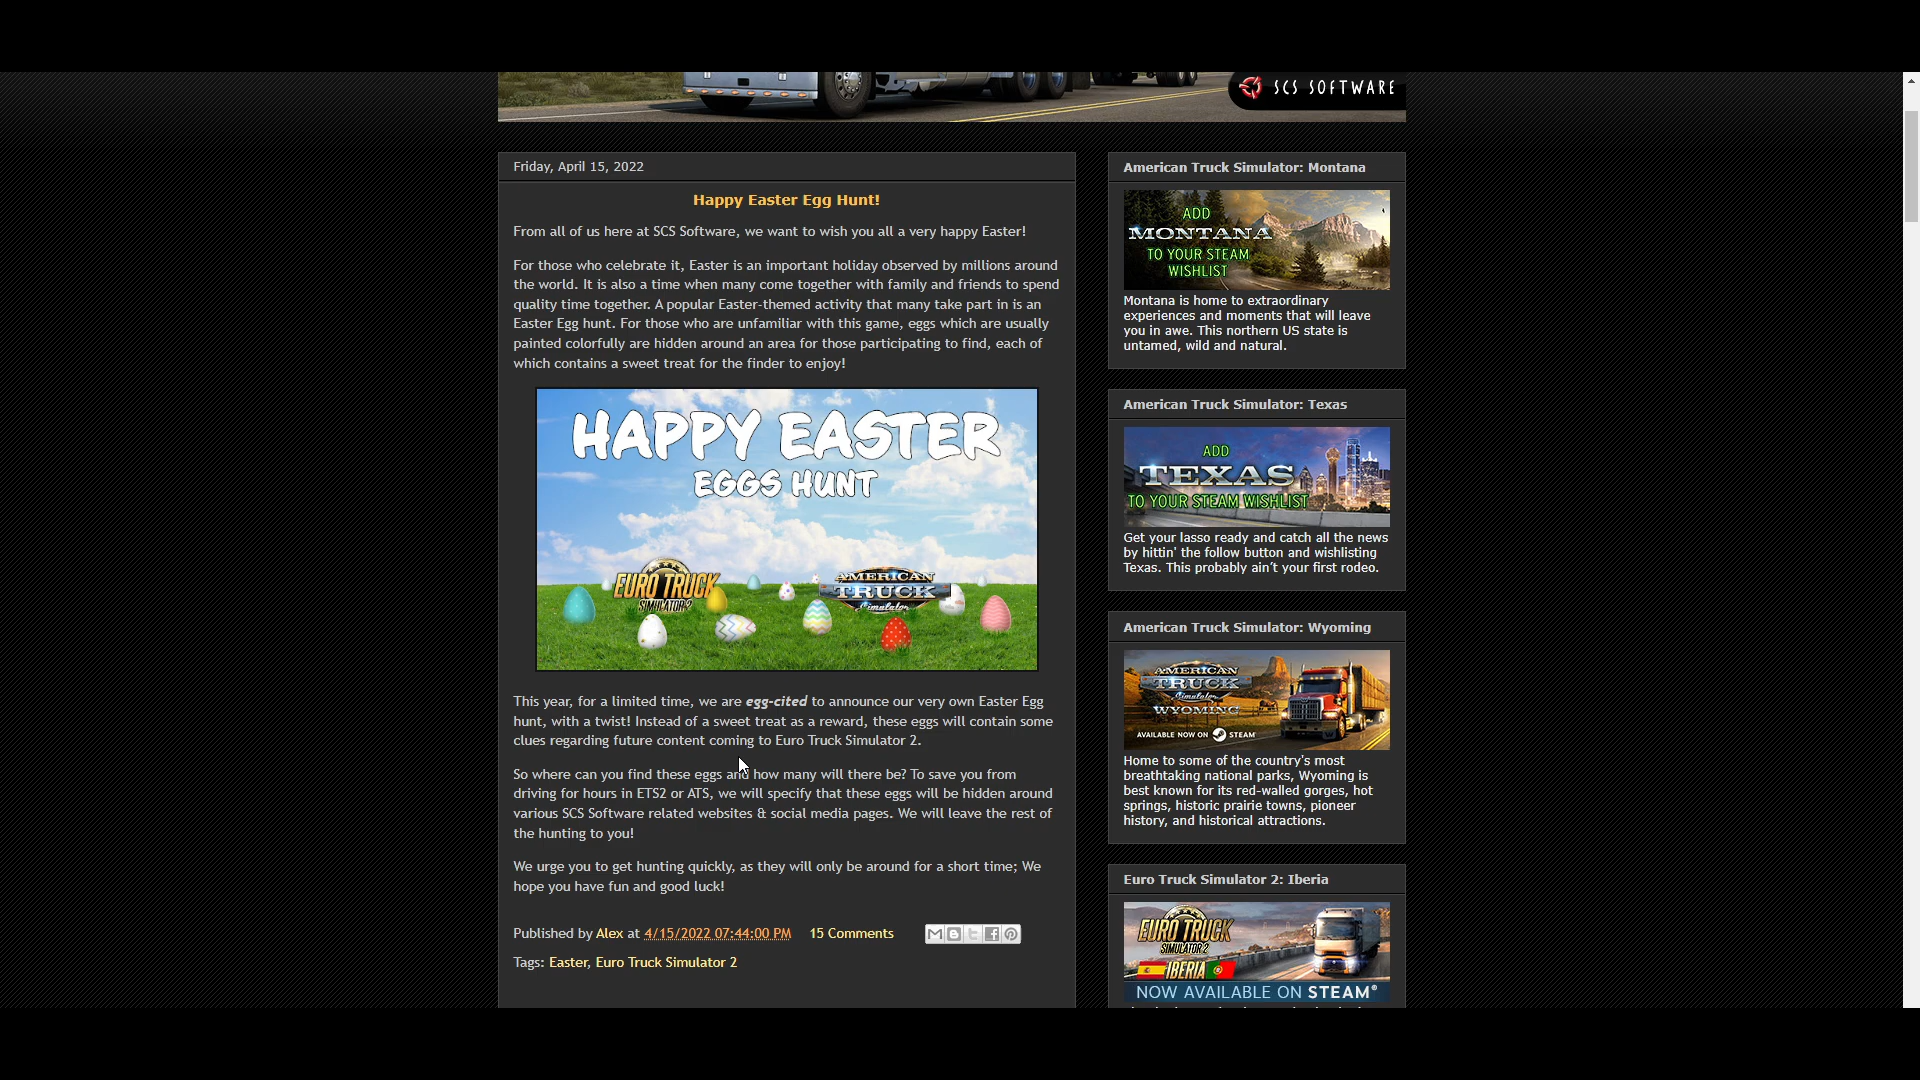 SCS SOFTWARE
Friday, April 15, 2022
Happy Easter Egg Hunt!
From all of us here at SCS Software, we want to wish you all a very happy Easter!
For those who celebrate it, Easter is an important holiday observed by millions around
the world. It is also a time when many come together with family and friends to spend
quality time together. A popular Easter-themed activity that many take part in is an
Easter Egg hunt. For those who are unfamiliar with this game, eggs which are usually
painted colorfully are hidden around an area for those participating to find, each of
which contains a sweet treat for the finder to enjoy!
HAPPY EASTER
EGGS HUNT
EURO TRUCK
SIMULATOR 2
AMERICAN
TRUCK
Simulator
This year, for a limited time, we are egg-cited to announce our very own Easter Egg
hunt, with a twist! Instead of a sweet treat as a reward, these eggs will contain some
clues regarding future content coming to Euro Truck Simulator 2.
So where can you find these eggs and how many will there be? To save you from
driving for hours in ETS2 or ATS, we will specify that these eggs will be hidden around
various SCS Software related websites & social media pages. We will leave the rest of
the hunting to you!
We urge you to get hunting quickly, as they will only be around for a short time; We
hope you have fun and good luck!
Published by Alex at 4/15/2022 07:44:00 PM 15 Comments
Tags: Easter, Euro Truck Simulator 2
American Truck Simulator: Montana
ADD
MONTANA
TO YOUR STEAM
WISHLIST
Montana is home to extraordinary
experiences and moments that will leave
you in awe. This northern US state is
untamed, wild and natural.
American Truck Simulator: Texas
ADD
TEXAS
TO YOUR STEAM WISHLIST
Get your lasso ready and catch all the news
by hittin' the follow button and wishlisting
Texas. This probably ain't your first rodeo.
American Truck Simulator: Wyoming
AMERICAN
TRUCK
Simulator
WYOMING
AVAILABLE NOW ON STEAM
Home to some of the country's most
breathtaking national parks, Wyoming is
best known for its red-walled gorges, hot
springs, historic prairie towns, pioneer
history, and historical attractions.
Euro Truck Simulator 2: Iberia
EURO TRUCK
SIMULATOR 2
IBERIA
NOW AVAILABLE ON STEAM®